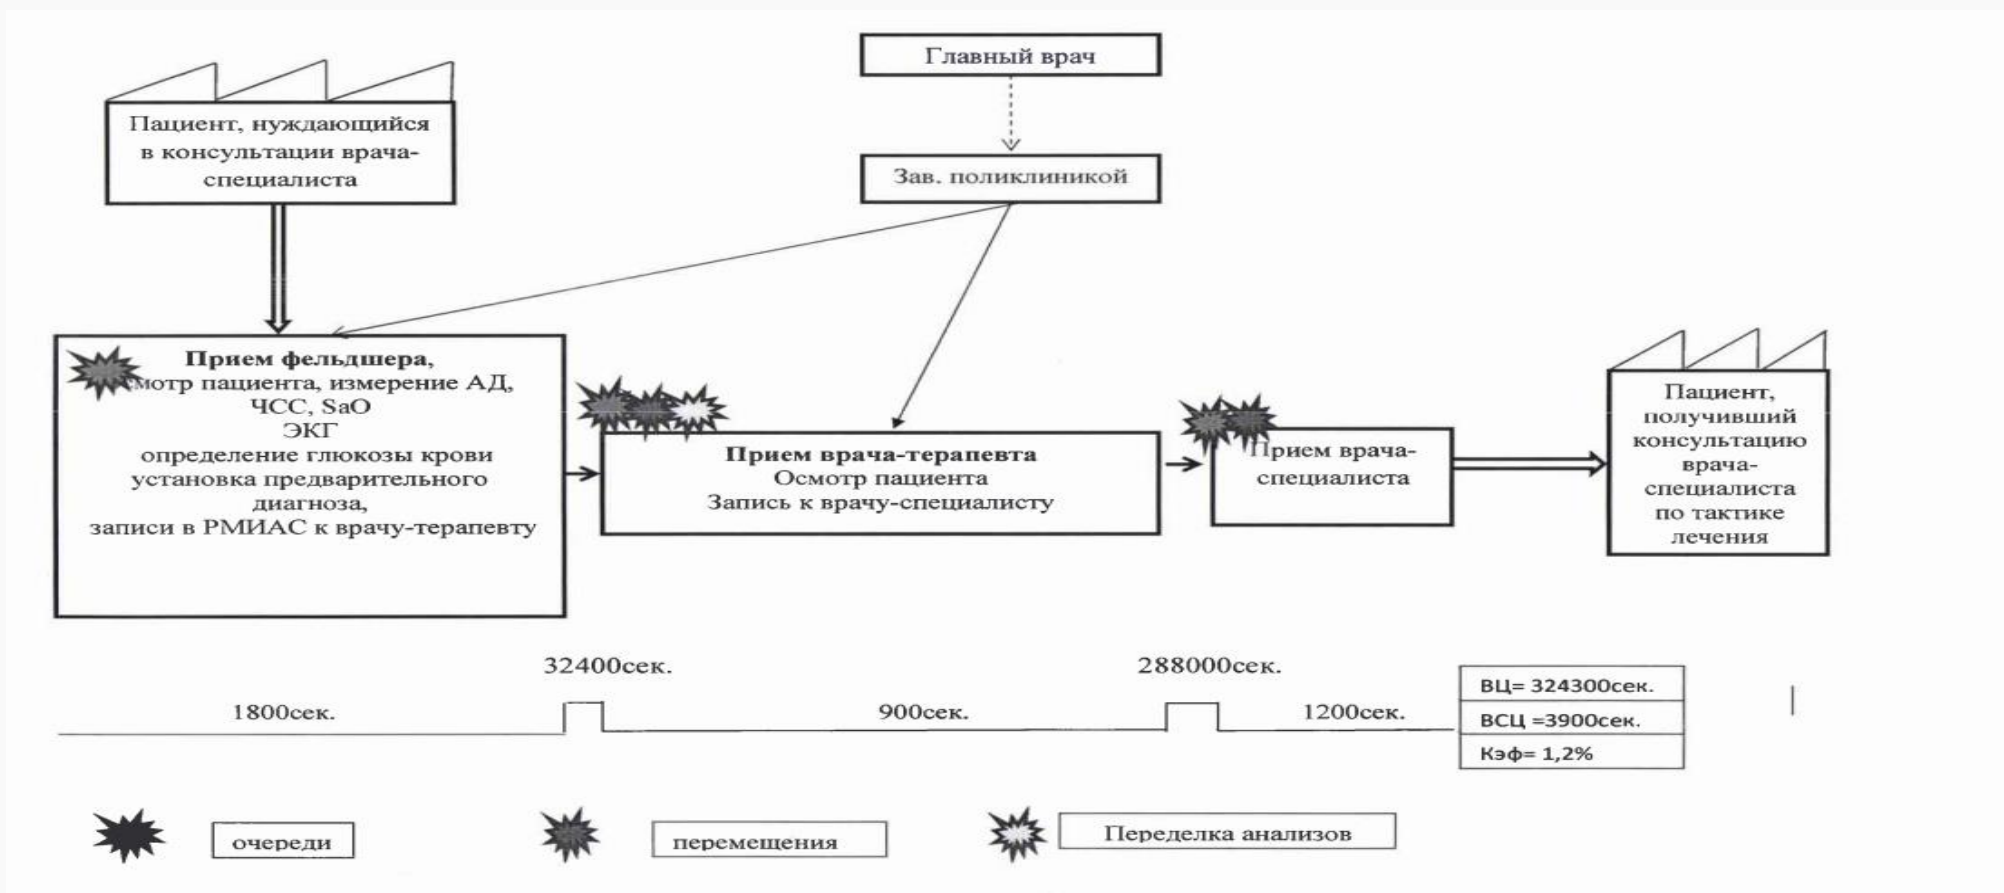 Главный врач
Пациент, нуждающийся
в консультации врача-
специалиста
Зав. поликлиникой
Прием фельдшера,
мотр пациента, измерение АД,
ЧСС, SaO
ЭКГ
определение глюкозы крови
установка предварительного
диагноза,
записи в РМИАС к врачу-терапевту
Прием врача-терапевта
Осмотр пациента
Запись к врачу-специалисту
Прием врача-
специалиста
Пациент,
получивший
консультацию
врача-
специалиста
по тактике
лечения
32400сек.
288000сек.
1800сек.
900сек.
1200сек.
ВЦ= 324300сек.
ВСЦ =3900сек.
Кэф= 1,2%
очереди
перемещения
Переделка анализов